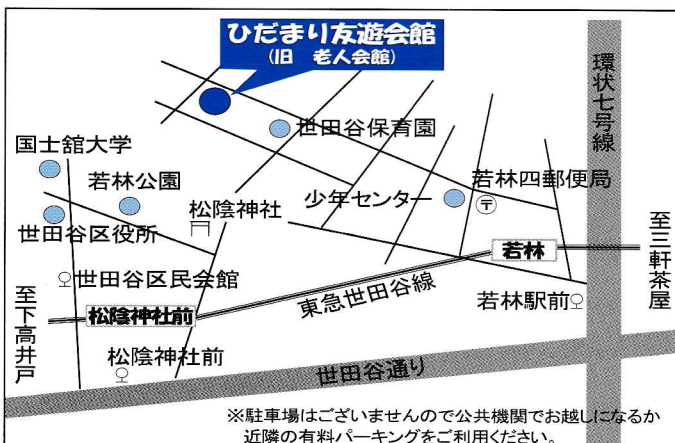 ひだまり友遊会館
(旧 老人会館)
環状七号線
世田谷保育園
国士舘大学
若林公園
松陰神社
少年センター
若林四郵便局
〒
世田谷区役所
若林
至三軒茶屋
世田谷区民会館
東急世田谷線
若林駅前
至下高井戸
松陰神社前
松陰神社前
世田谷通り
※駐車場はございませんので公共機関でお越しになるか
近隣の有料パーキングをご利用ください。